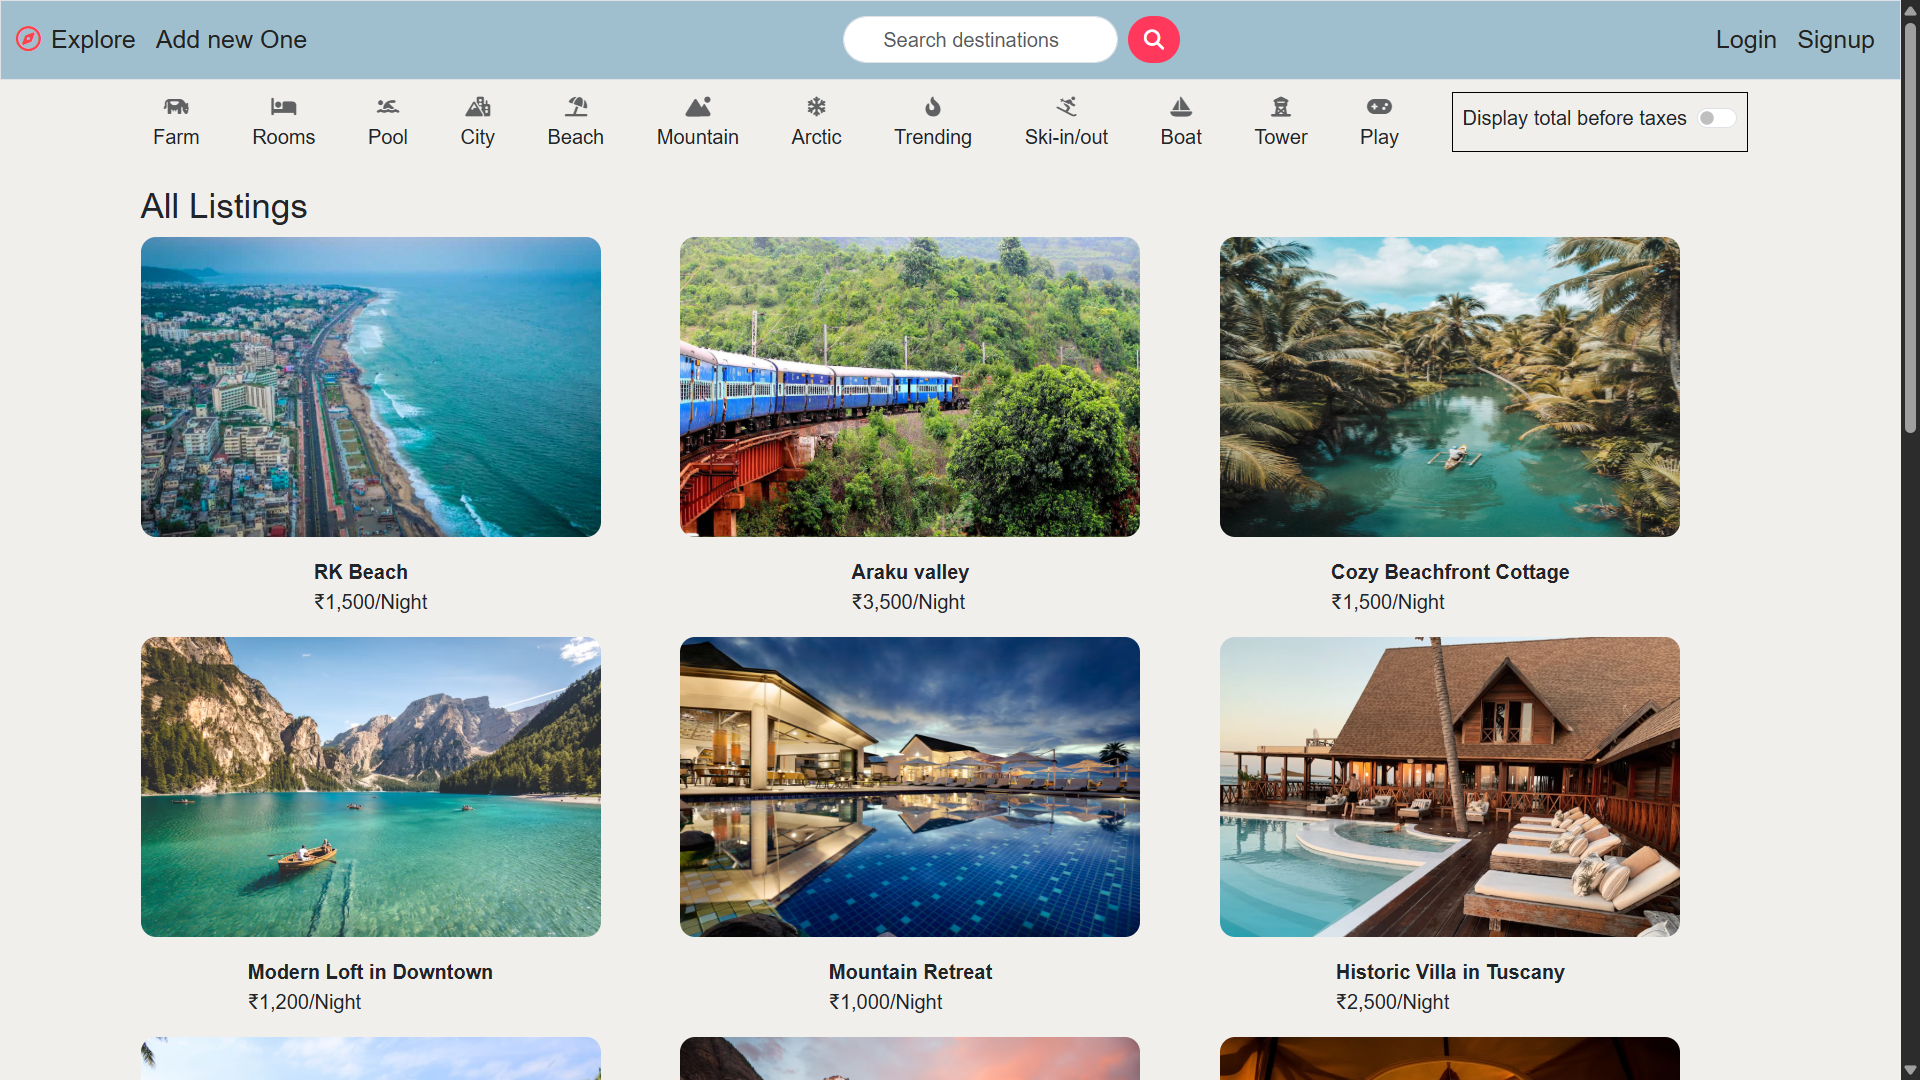 Explore Add new One Search destinations Login Signup
Farm Rooms Pool City Beach Mountain Arctic Trending Ski-in/out Boat Tower Play Display total before taxes
All Listings
RK Beach
₹1,500/Night
Araku valley
₹3,500/Night
Cozy Beachfront Cottage
₹1,500/Night
Modern Loft in Downtown
₹1,200/Night
Mountain Retreat
₹1,000/Night
Historic Villa in Tuscany
₹2,500/Night